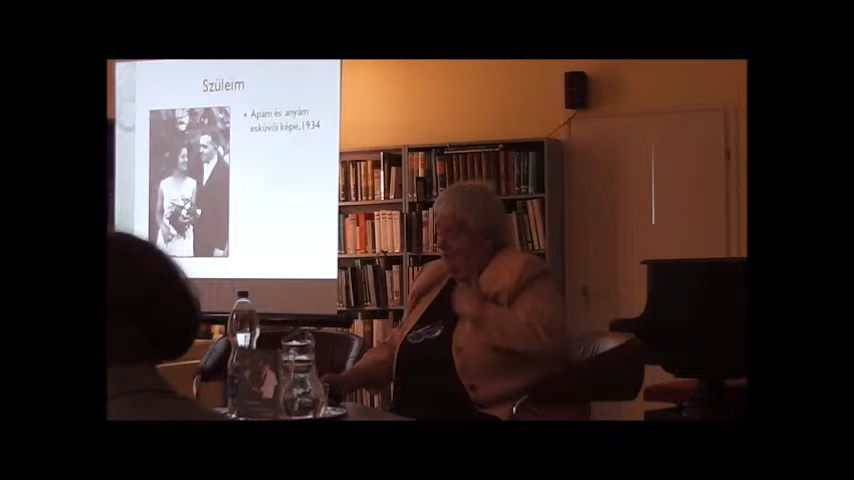 Szüleim
• Apám és anyám
esküvői képe, 1934